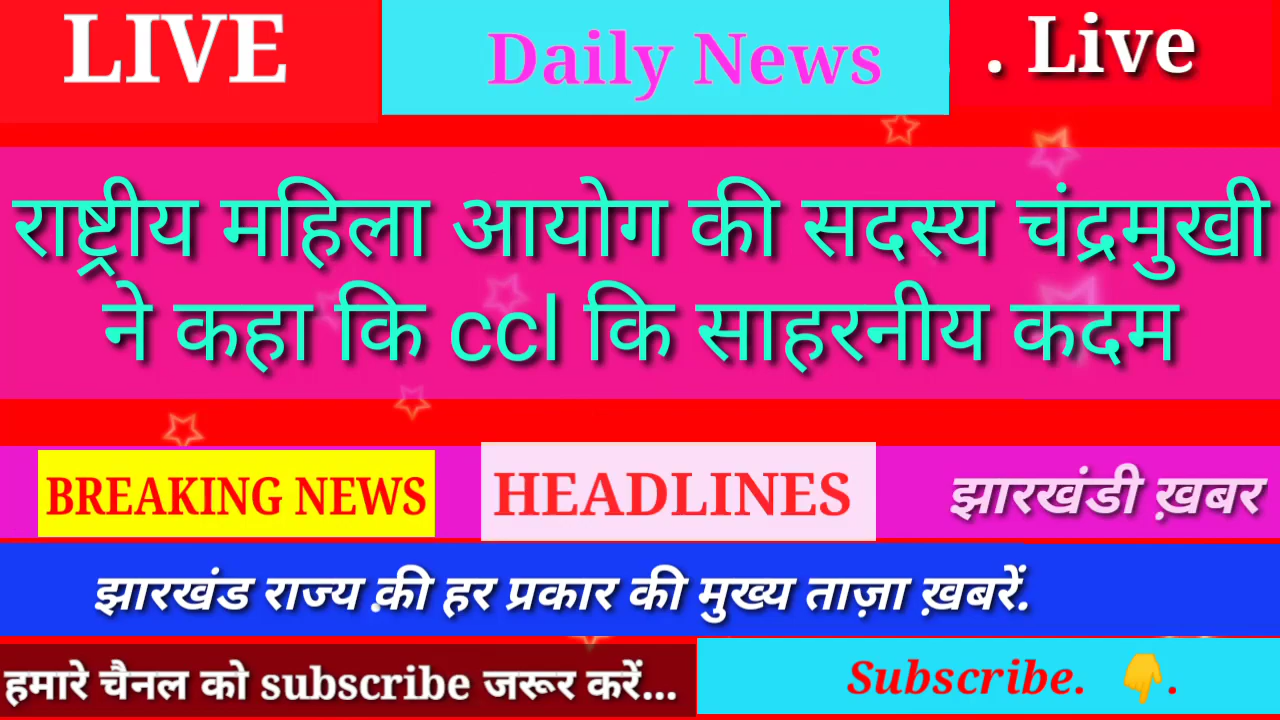 LIVE
Daily News
. Live
राष्ट्रीय महिला आयोग की सदस्य चंद्रमुखी
ने कहा कि ccl कि साहरनीय कदम
BREAKING NEWS
HEADLINES
झारखंडी ख़बर
झारखंड राज्य की हर प्रकार की मुख्य ताज़ा ख़बरें.
हमारे चैनल को subscribe जरूर करें...
Subscribe. 👇.